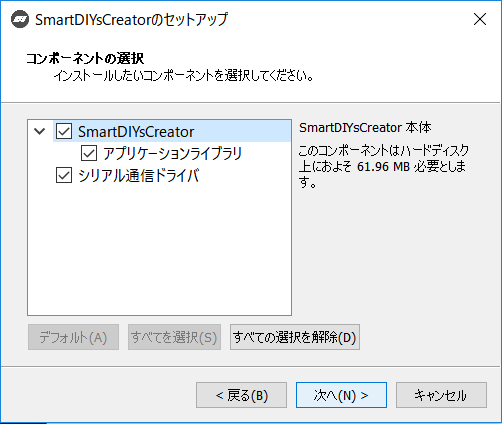 SmartDIYsCreatorのセットアップ
コンポーネントの選択
インストールしたいコンポーネントを選択してください。
SmartDIYsCreator
アプリケーションライブラリ
シリアル通信ドライバ
SmartDIYsCreator 本体
このコンポーネントはハードディスク
上におよそ 61.96 MB 必要としま
す。
デフォルト(A)
すべてを選択(S)
すべての選択を解除(D)
< 戻る(B)
次へ(N) >
キャンセル